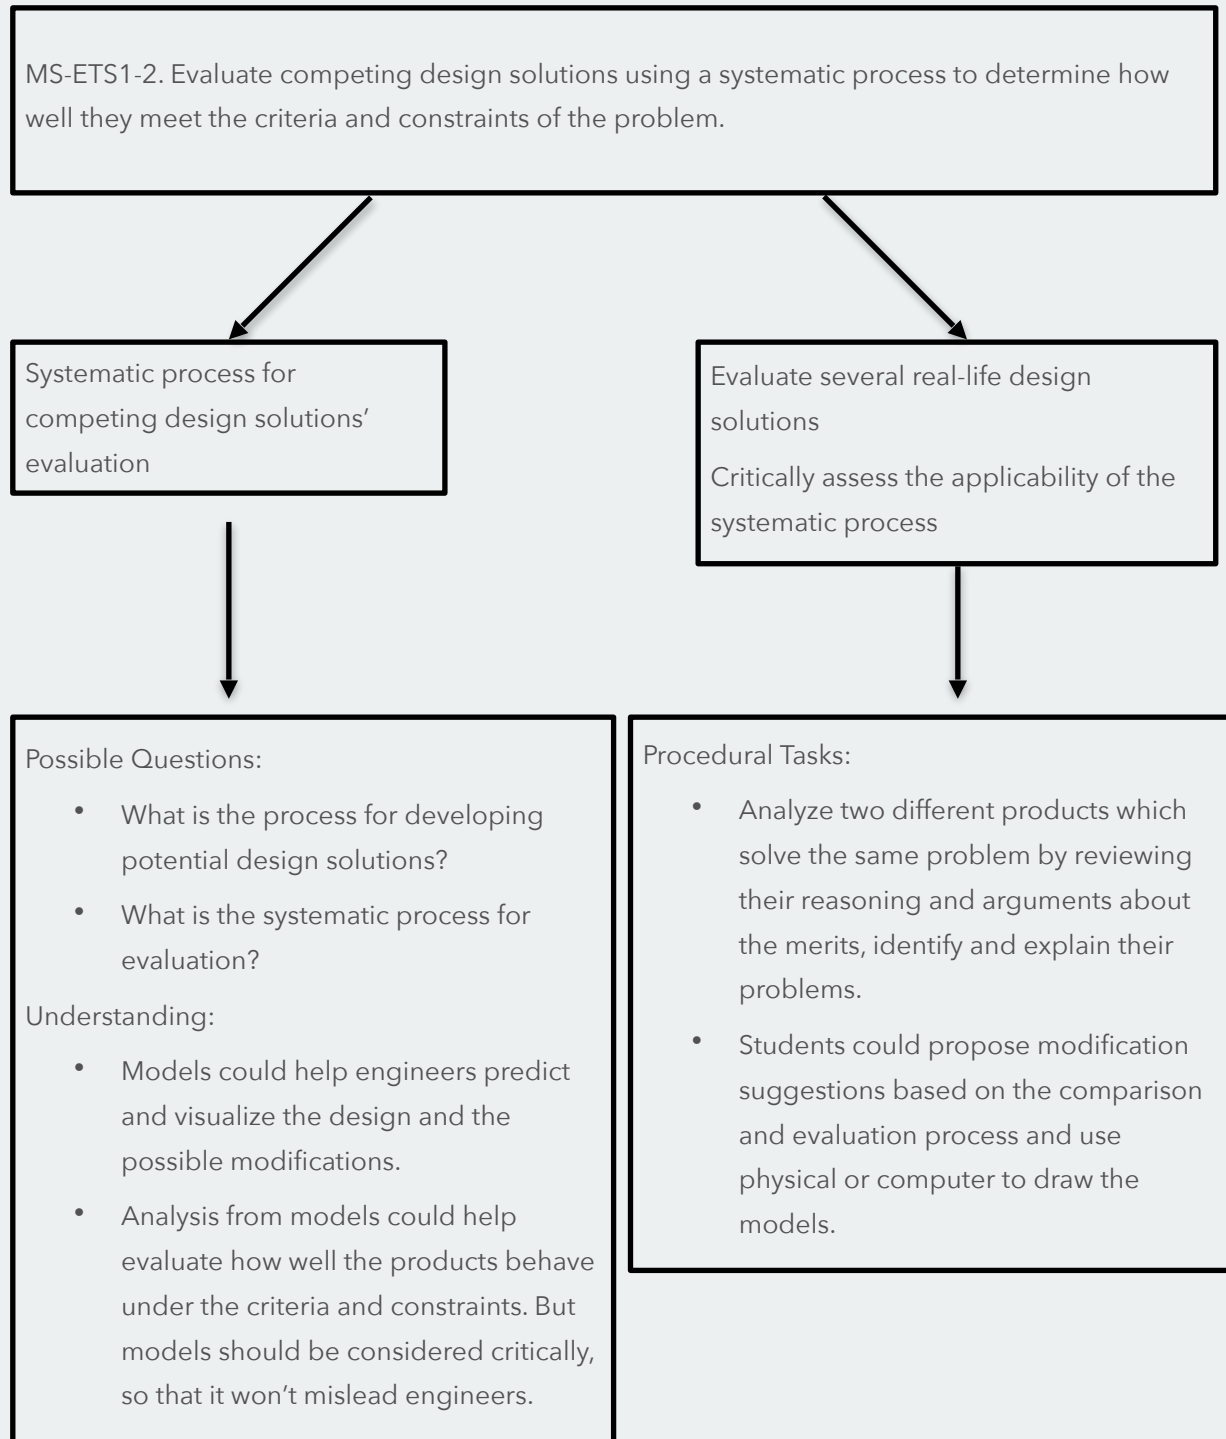 MS-ETS1-2. Evaluate competing design solutions using a systematic process to determine how
well they meet the criteria and constraints of the problem.
Systematic process for
competing design solutions’
evaluation
Evaluate several real-life design
solutions
Critically assess the applicability of the
systematic process
Possible Questions:
• What is the process for developing
potential design solutions?
• What is the systematic process for
evaluation?
Understanding:
• Models could help engineers predict
and visualize the design and the
possible modifications.
• Analysis from models could help
evaluate how well the products behave
under the criteria and constraints. But
models should be considered critically,
so that it won’t mislead engineers.
Procedural Tasks:
• Analyze two different products which
solve the same problem by reviewing
their reasoning and arguments about
the merits, identify and explain their
problems.
• Students could propose modification
suggestions based on the comparison
and evaluation process and use
physical or computer to draw the
models.